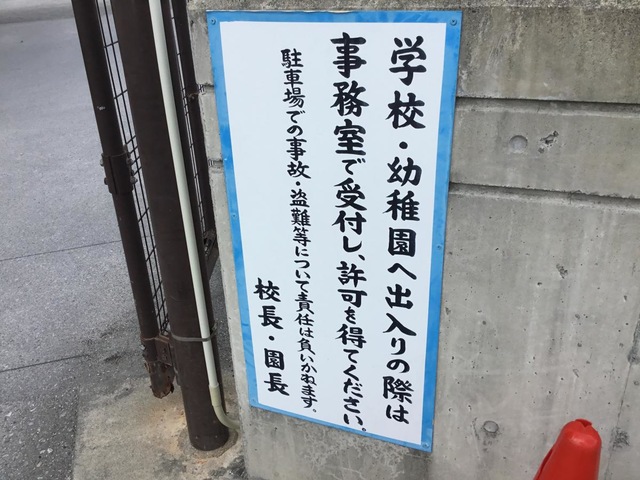 学校・幼稚園へ出入りの際は
事務室で受付し、許可を得てください。
駐車場での事故・盗難等について責任は負いかねます。
校長・園長